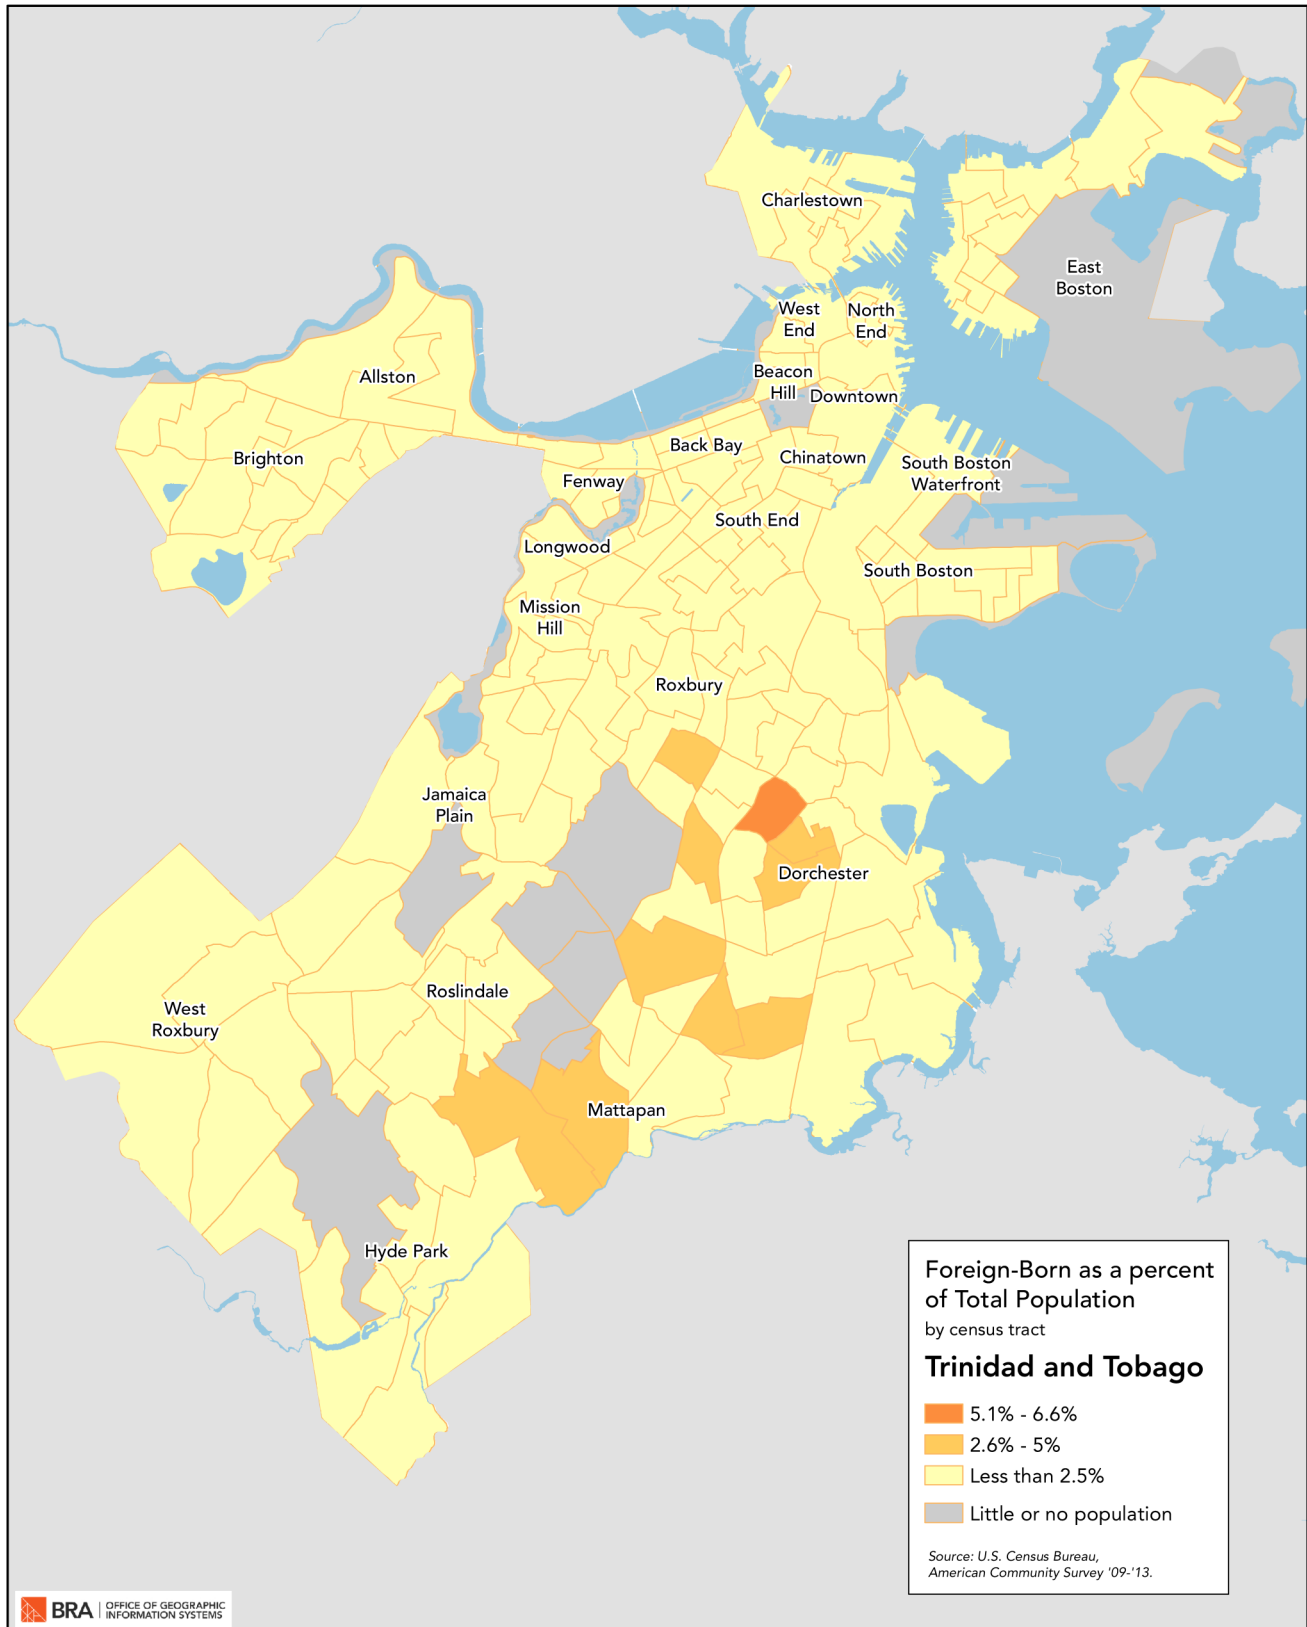 Charlestown
East
Boston
West
End
North
End
Allston
Beacon
Hill
Downtown
Back Bay
Brighton
Chinatown
South Boston
Waterfront
Fenway
South End
Longwood
South Boston
Mission
Hill
Roxbury
Jamaica
Plain
Dorchester
Roslindale
West
Roxbury
Mattapan
Hyde Park
Foreign-Born as a percent
of Total Population
by census tract
Trinidad and Tobago
5.1% - 6.6%
2.6% - 5%
Less than 2.5%
Little or no population
Source: U.S. Census Bureau,
American Community Survey '09-'13.
BRA
OFFICE OF GEOGRAPHIC
INFORMATION SYSTEMS